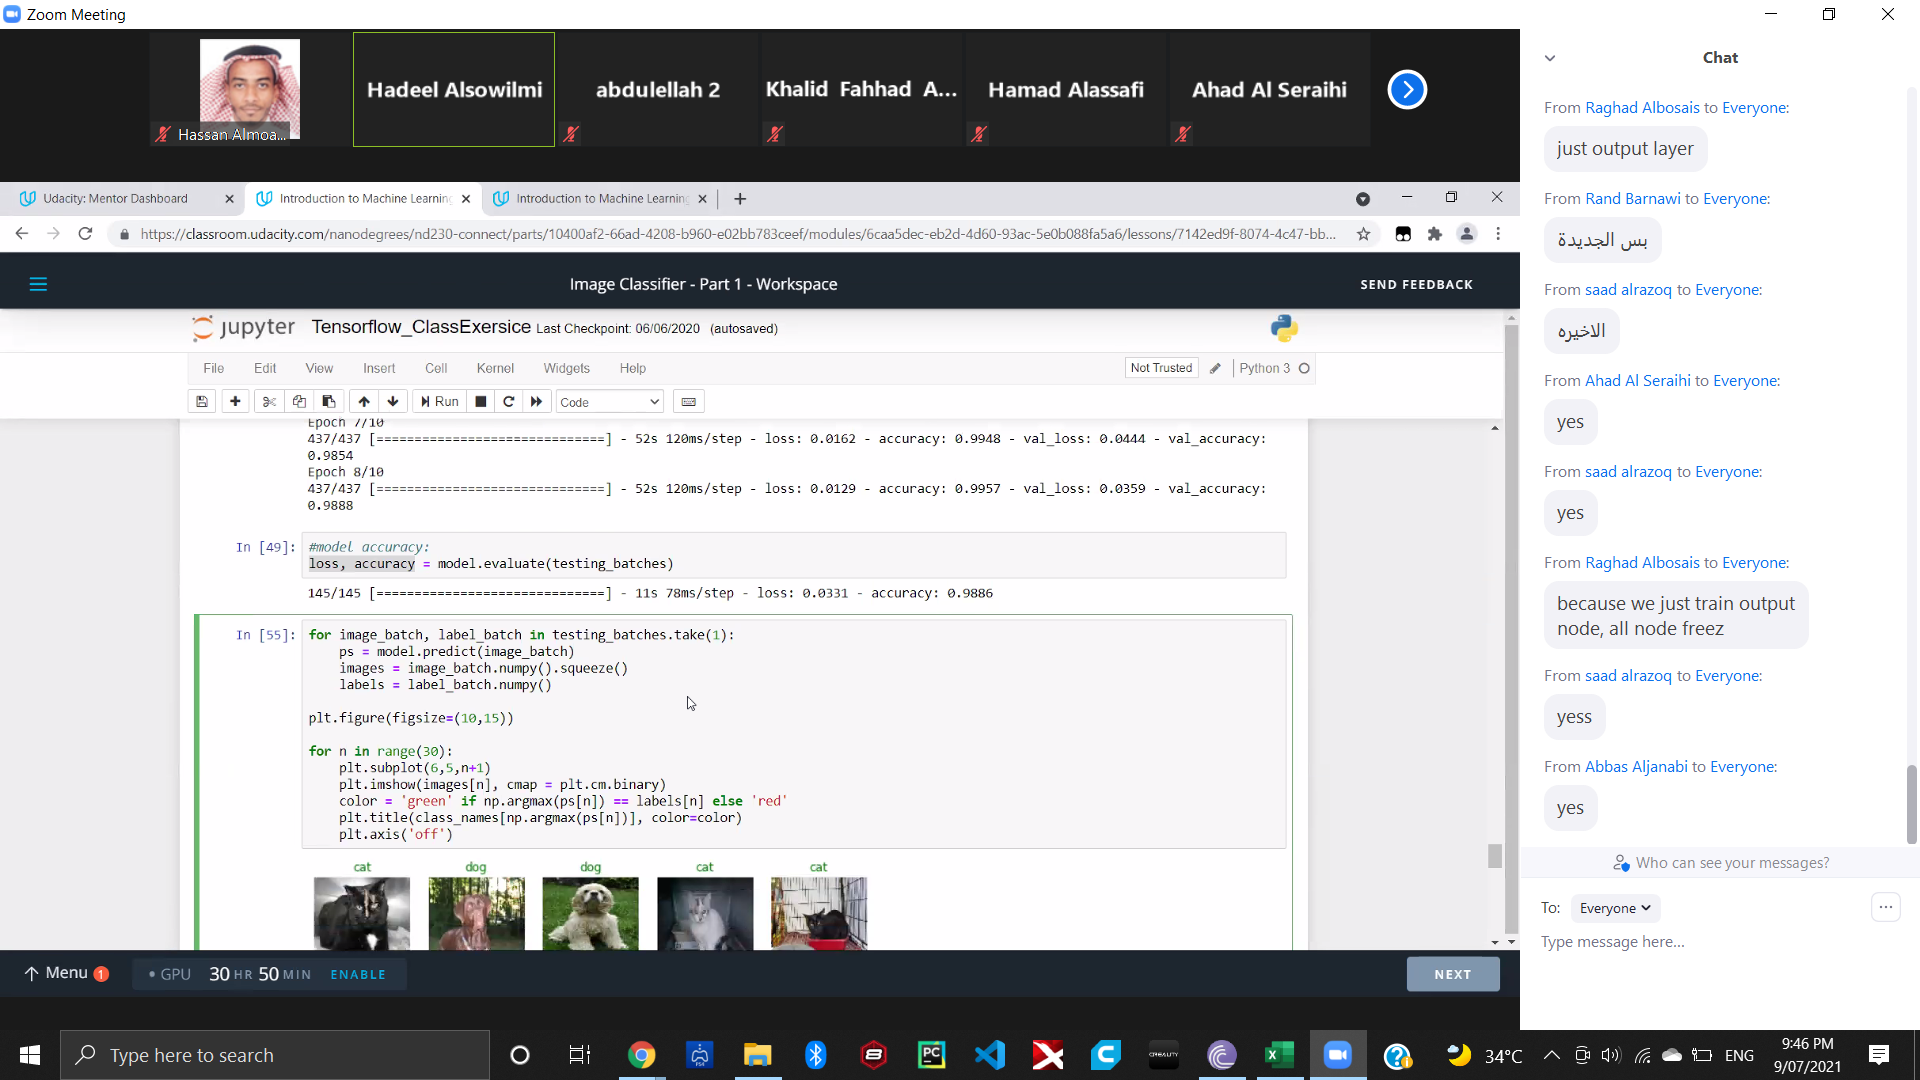 Zoom Meeting
Hassan Almoa...
Hadeel Alsowilmi
abdulellah 2
Khalid Fahhad A...
Hamad Alassafi
Ahad Al Seraihi
Udacity: Mentor Dashboard
Introduction to Machine Learning
Introduction to Machine Learning
https://classroom.udacity.com/nanodegrees/nd230-connect/parts/10400af2-66ad-4208-b960-e02bb783ceef/modules/6caa5dec-eb2d-4d60-93ac-5e0b088fa5a6/lessons/7142ed9f-8074-4c47-bb...
Image Classifier - Part 1 - Workspace
SEND FEEDBACK
jupyter Tensorflow_ClassExersice Last Checkpoint: 06/06/2020 (autosaved)
File Edit View Insert Cell Kernel Widgets Help
Not Trusted
Python 3
Run
Code
Epoch 7/10
437/437 [==============================] - 52s 120ms/step - loss: 0.0162 - accuracy: 0.9948 - val_loss: 0.0444 - val_accuracy:
0.9854
Epoch 8/10
437/437 [==============================] - 52s 120ms/step - loss: 0.0129 - accuracy: 0.9957 - val_loss: 0.0359 - val_accuracy:
0.9888
In [49]:
#model accuracy:
loss, accuracy = model.evaluate(testing_batches)
145/145 [==============================] - 11s 78ms/step - loss: 0.0331 - accuracy: 0.9886
In [55]:
for image_batch, label_batch in testing_batches.take(1):
    ps = model.predict(image_batch)
    images = image_batch.numpy().squeeze()
    labels = label_batch.numpy()
plt.figure(figsize=(10,15))
for n in range(30):
    plt.subplot(6,5,n+1)
    plt.imshow(images[n], cmap = plt.cm.binary)
    color = 'green' if np.argmax(ps[n]) == labels[n] else 'red'
    plt.title(class_names[np.argmax(ps[n])], color=color)
    plt.axis('off')
cat dog dog cat cat
Menu 1
GPU 30 HR 50 MIN ENABLE
NEXT
Chat
From Raghad Albosais to Everyone:
just output layer
From Rand Barnawi to Everyone:
بس الجديدة
From saad alrazoq to Everyone:
الاخيره
From Ahad Al Seraihi to Everyone:
yes
From saad alrazoq to Everyone:
yes
From Raghad Albosais to Everyone:
because we just train output
node, all node freez
From saad alrazoq to Everyone:
yess
From Abbas Aljanabi to Everyone:
yes
Who can see your messages?
To: Everyone
Type message here...
Type here to search
PC
CREALITY
34°C
ENG
9:46 PM
9/07/2021